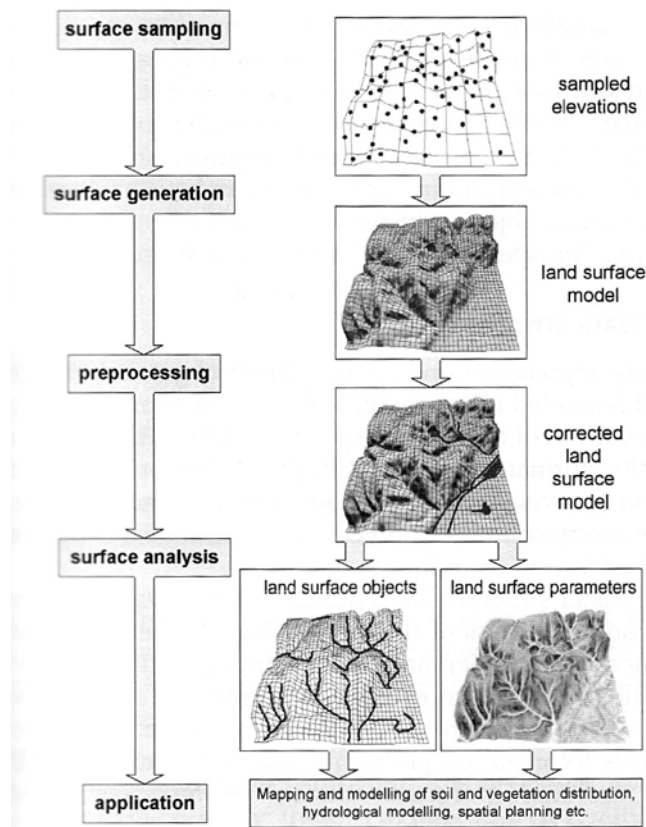 surface sampling
sampled
elevations
surface generation
land surface
model
preprocessing
corrected
land
surface
model
surface analysis
land surface objects
land surface parameters
application
Mapping and modelling of soil and vegetation distribution,
hydrological modelling, spatial planning etc.